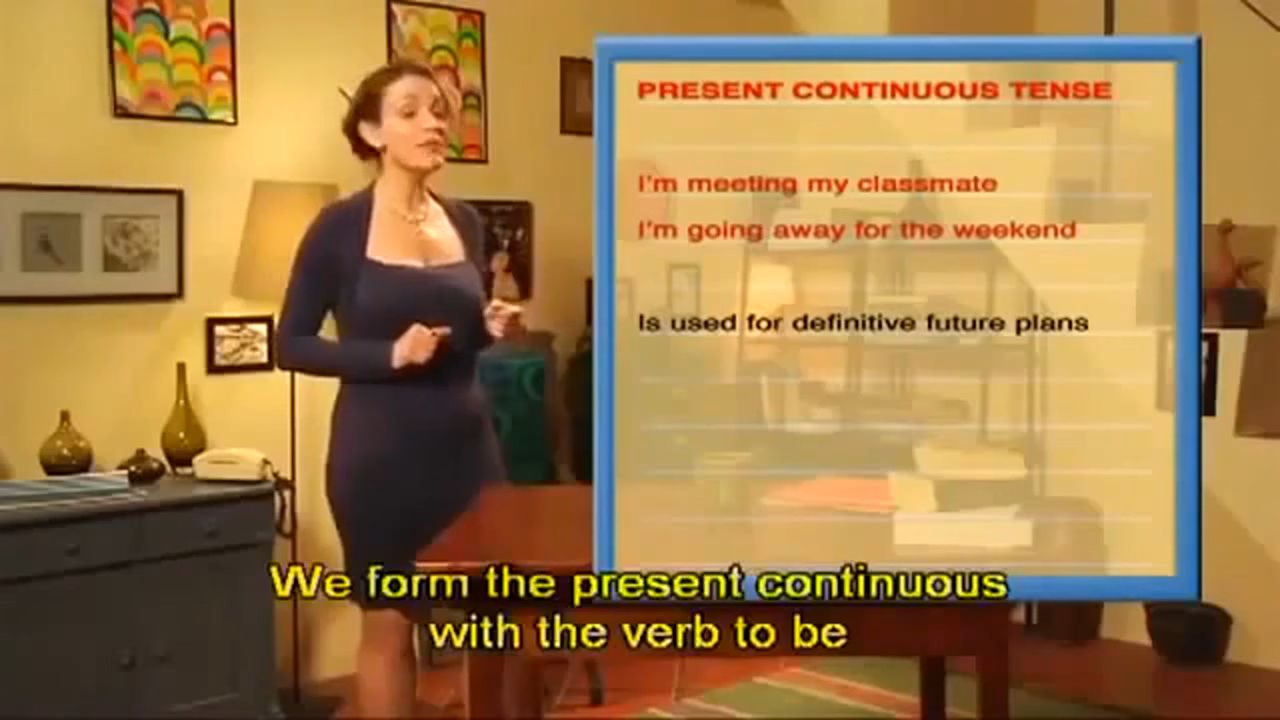 PRESENT CONTINUOUS TENSE
I'm meeting my classmate
I'm going away for the weekend
Is used for definitive future plans
We form the present continuous
with the verb to be